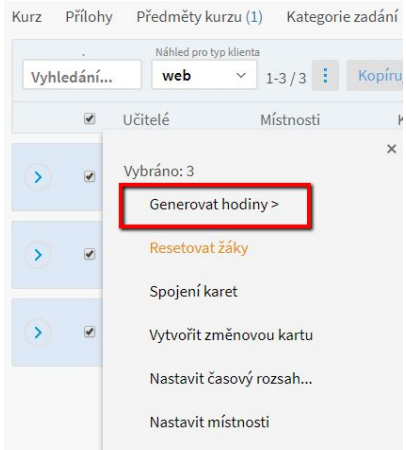 Kurz Přílohy Předměty kurzu (1) Kategorie zadání
. Náhled pro typ klienta
Vyhledání... web 1-3 / 3 Kopíru
Učitelé Místnosti K
Vybráno: 3
Generovat hodiny >
Resetovat žáky
Spojení karet
Vytvořit změnovou kartu
Nastavit časový rozsah...
Nastavit místnosti